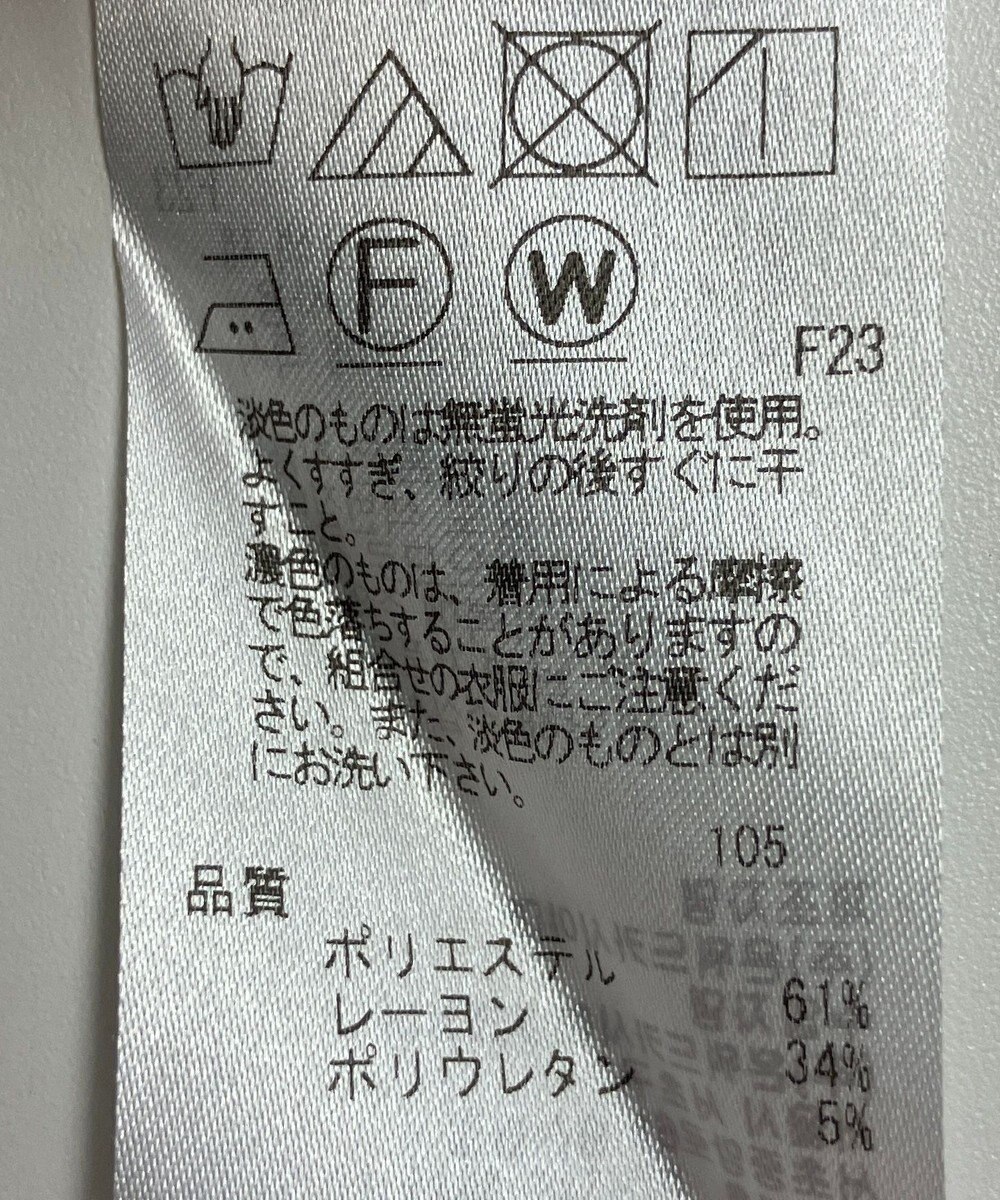 F
W
F23
淡色のものは無蛍光洗剤を使用。
よくすすぎ、絞りの後すぐに干
すこと。
濃色のものは、着用による摩擦
で色落ちすることがありますの
で、組合せの衣服にご注意くだ
さい。また、淡色のものとは別
にお洗い下さい。
105
品質
ポリエステル
61%
レーヨン
34%
ポリウレタン
5%